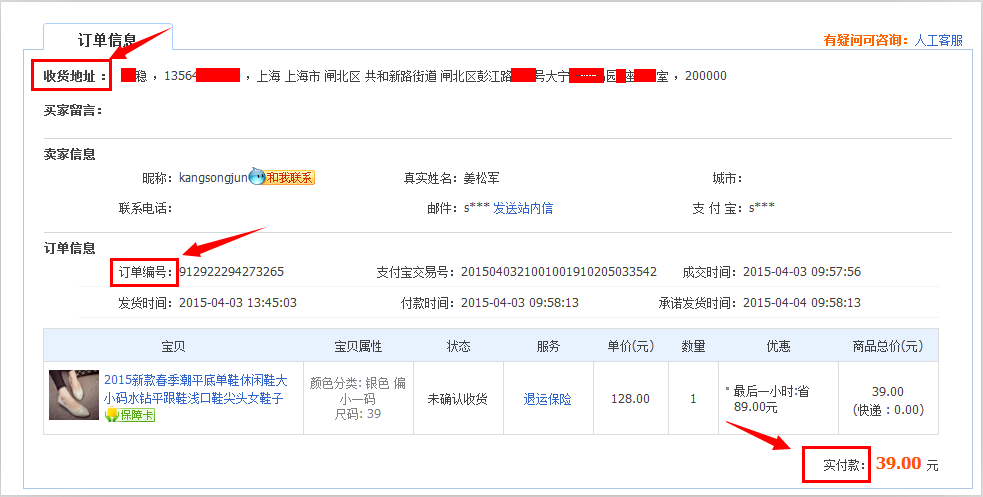 订单信息
有疑问可咨询: 人工客服
收货地址: 稳 , 13564 , 上海 上海市 闸北区 共和新路街道 闸北区彭江路 号大宁 园 座 室 , 200000
买家留言:
卖家信息
昵称: kangsongjun 和我联系 真实姓名: 姜松军 城市:
联系电话: 邮件: s*** 发送站内信 支 付 宝: s***
订单信息
订单编号: 912922294273265 支付宝交易号: 2015040321001001910205033542 成交时间: 2015-04-03 09:57:56
发货时间: 2015-04-03 13:45:03 付款时间: 2015-04-03 09:58:13 承诺发货时间: 2015-04-04 09:58:13
宝贝 宝贝属性 状态 服务 单价(元) 数量 优惠 商品总价(元)
2015新款春季潮平底单鞋休闲鞋大
小码水钻平跟鞋浅口鞋尖头女鞋子
保障卡
颜色分类: 银色 偏
小一码
尺码: 39
未确认收货
退运保险
128.00
1
最后一小时:省
89.00元
39.00
(快递 : 0.00)
实付款: 39.00 元